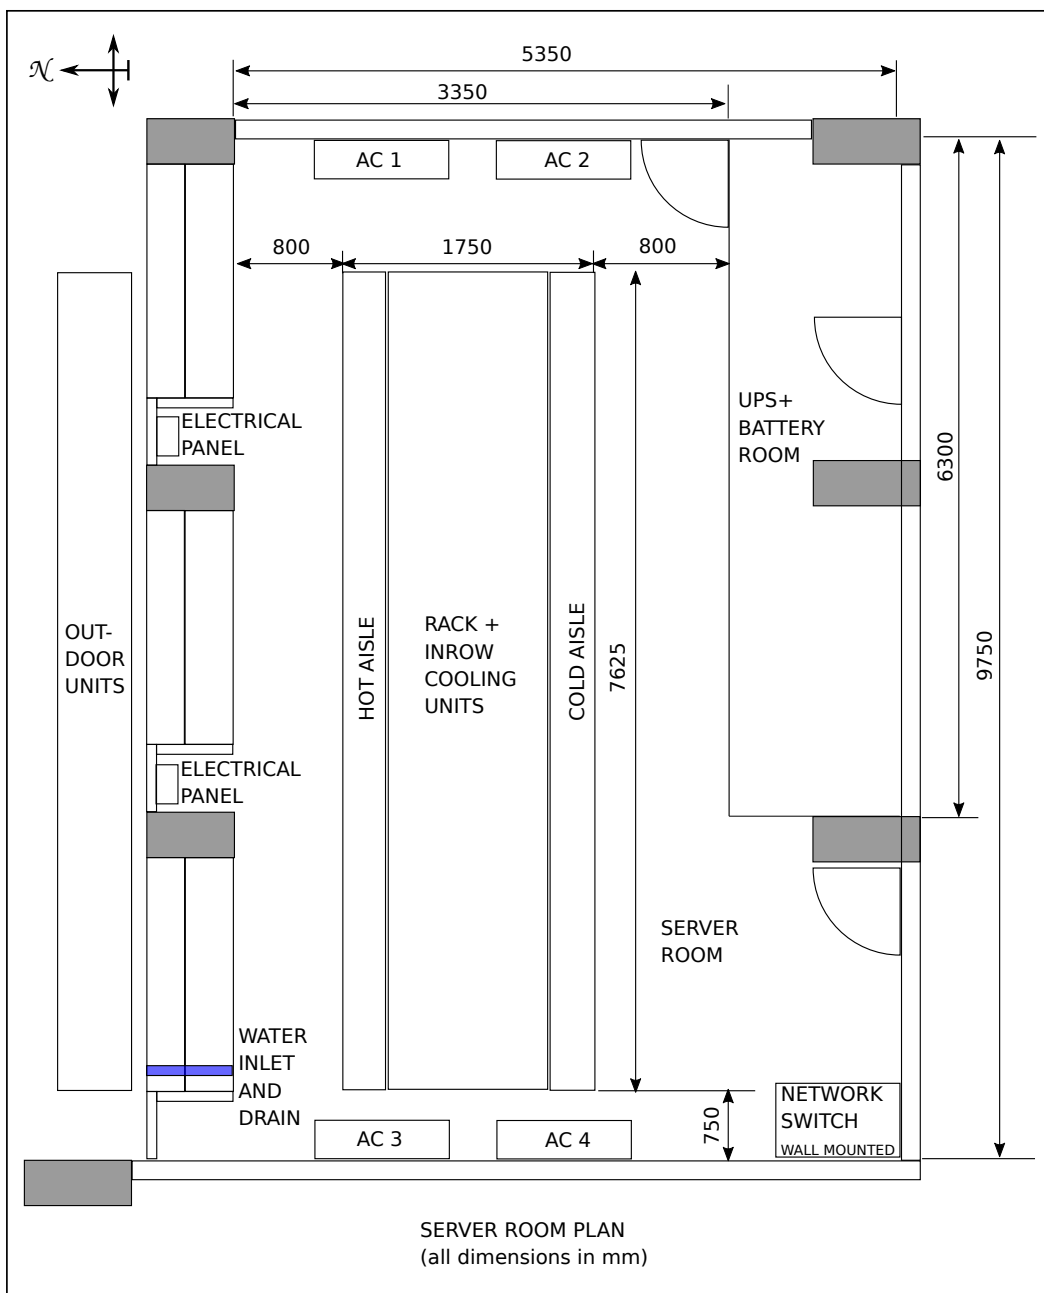 N
5350
3350
AC 1
AC 2
800
1750
800
UPS+
BATTERY
ROOM
ELECTRICAL
PANEL
6300
OUT-
DOOR
UNITS
HOT AISLE
RACK +
INROW
COOLING
UNITS
COLD AISLE
7625
9750
ELECTRICAL
PANEL
SERVER
ROOM
WATER
INLET
AND
DRAIN
NETWORK
SWITCH
WALL MOUNTED
750
AC 3
AC 4
SERVER ROOM PLAN
(all dimensions in mm)